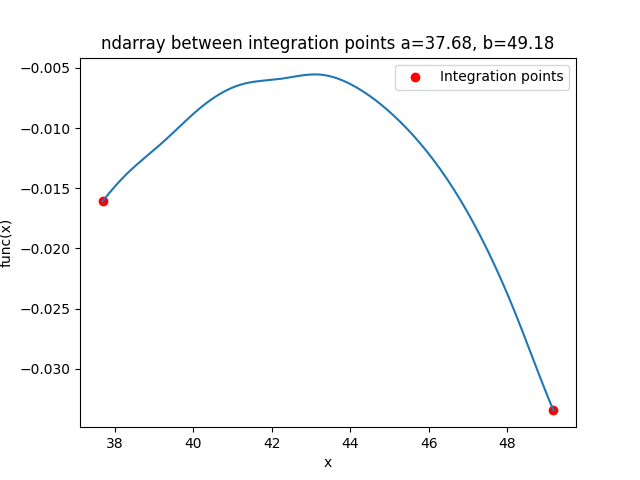 ndarray between integration points a=37.68, b=49.18
Integration points
−0.005
−0.010
−0.015
−0.020
−0.025
−0.030
func(x)
38 40 42 44 46 48
x